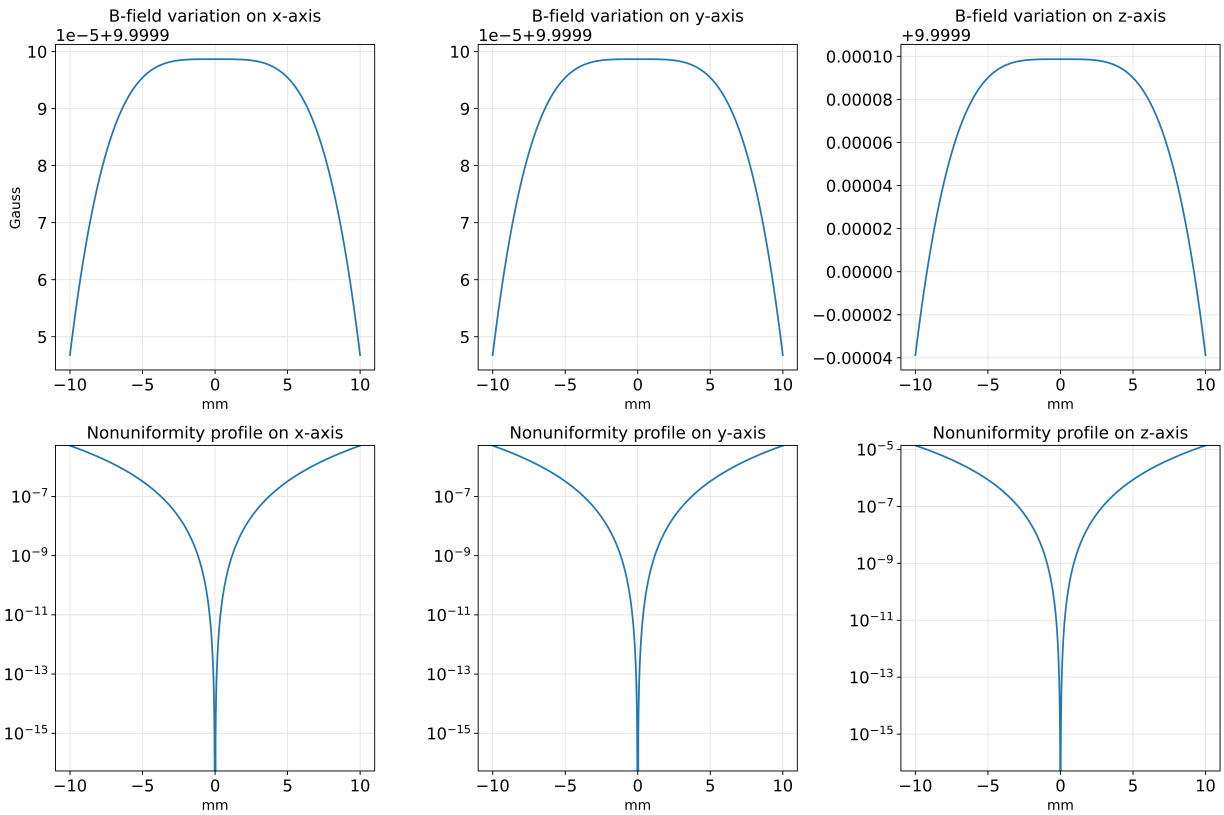 B-field variation on x-axis
1e−5+9.9999
10
9
8
7
6
5
Gauss
−10 −5 0 5 10
mm
B-field variation on y-axis
1e−5+9.9999
10
9
8
7
6
5
−10 −5 0 5 10
mm
B-field variation on z-axis
+9.9999
0.00010
0.00008
0.00006
0.00004
0.00002
0.00000
−0.00002
−0.00004
−10 −5 0 5 10
mm
Nonuniformity profile on x-axis
10⁻⁷
10⁻⁹
10⁻¹¹
10⁻¹³
10⁻¹⁵
−10 −5 0 5 10
mm
Nonuniformity profile on y-axis
10⁻⁷
10⁻⁹
10⁻¹¹
10⁻¹³
10⁻¹⁵
−10 −5 0 5 10
mm
Nonuniformity profile on z-axis
10⁻⁵
10⁻⁷
10⁻⁹
10⁻¹¹
10⁻¹³
10⁻¹⁵
−10 −5 0 5 10
mm